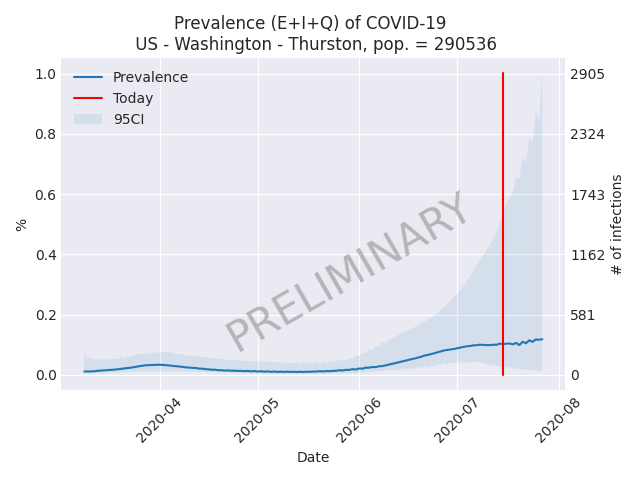 Prevalence (E+I+Q) of COVID-19
US - Washington - Thurston, pop. = 290536
Prevalence
Today
95CI
PRELIMINARY
1.0
0.8
0.6
0.4
0.2
0.0
%
2905
2324
1743
1162
581
0
# of infections
2020-04
2020-05
2020-06
2020-07
2020-08
Date